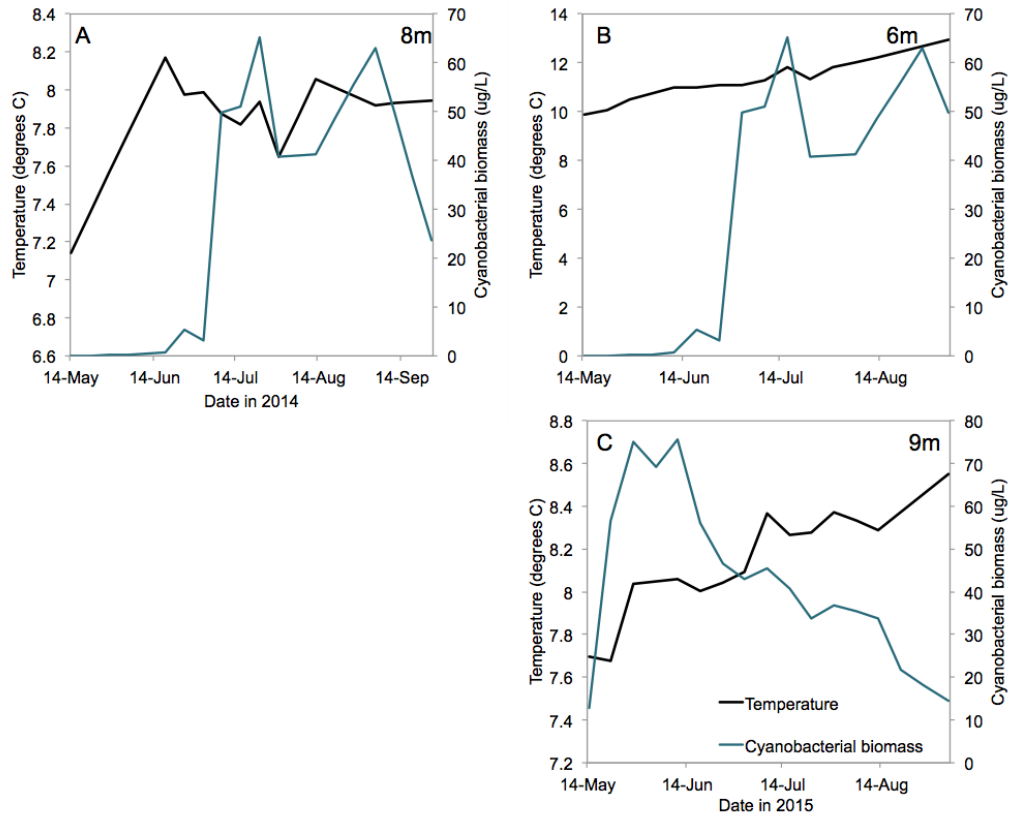 A
8m
8.4
8.2
8
7.8
7.6
7.4
7.2
7
6.8
6.6
Temperature (degrees C)
70
60
50
40
30
20
10
0
Cyanobacterial biomass (ug/L)
14-May 14-Jun 14-Jul 14-Aug 14-Sep
Date in 2014
B
6m
14
12
10
8
6
4
2
0
Temperature (degrees C)
70
60
50
40
30
20
10
0
Cyanobacterial biomass (ug/L)
14-May 14-Jun 14-Jul 14-Aug
C
9m
8.8
8.6
8.4
8.2
8
7.8
7.6
7.4
7.2
Temperature (degrees C)
80
70
60
50
40
30
20
10
0
Cyanobacterial biomass (ug/L)
Temperature
Cyanobacterial biomass
14-May 14-Jun 14-Jul 14-Aug
Date in 2015